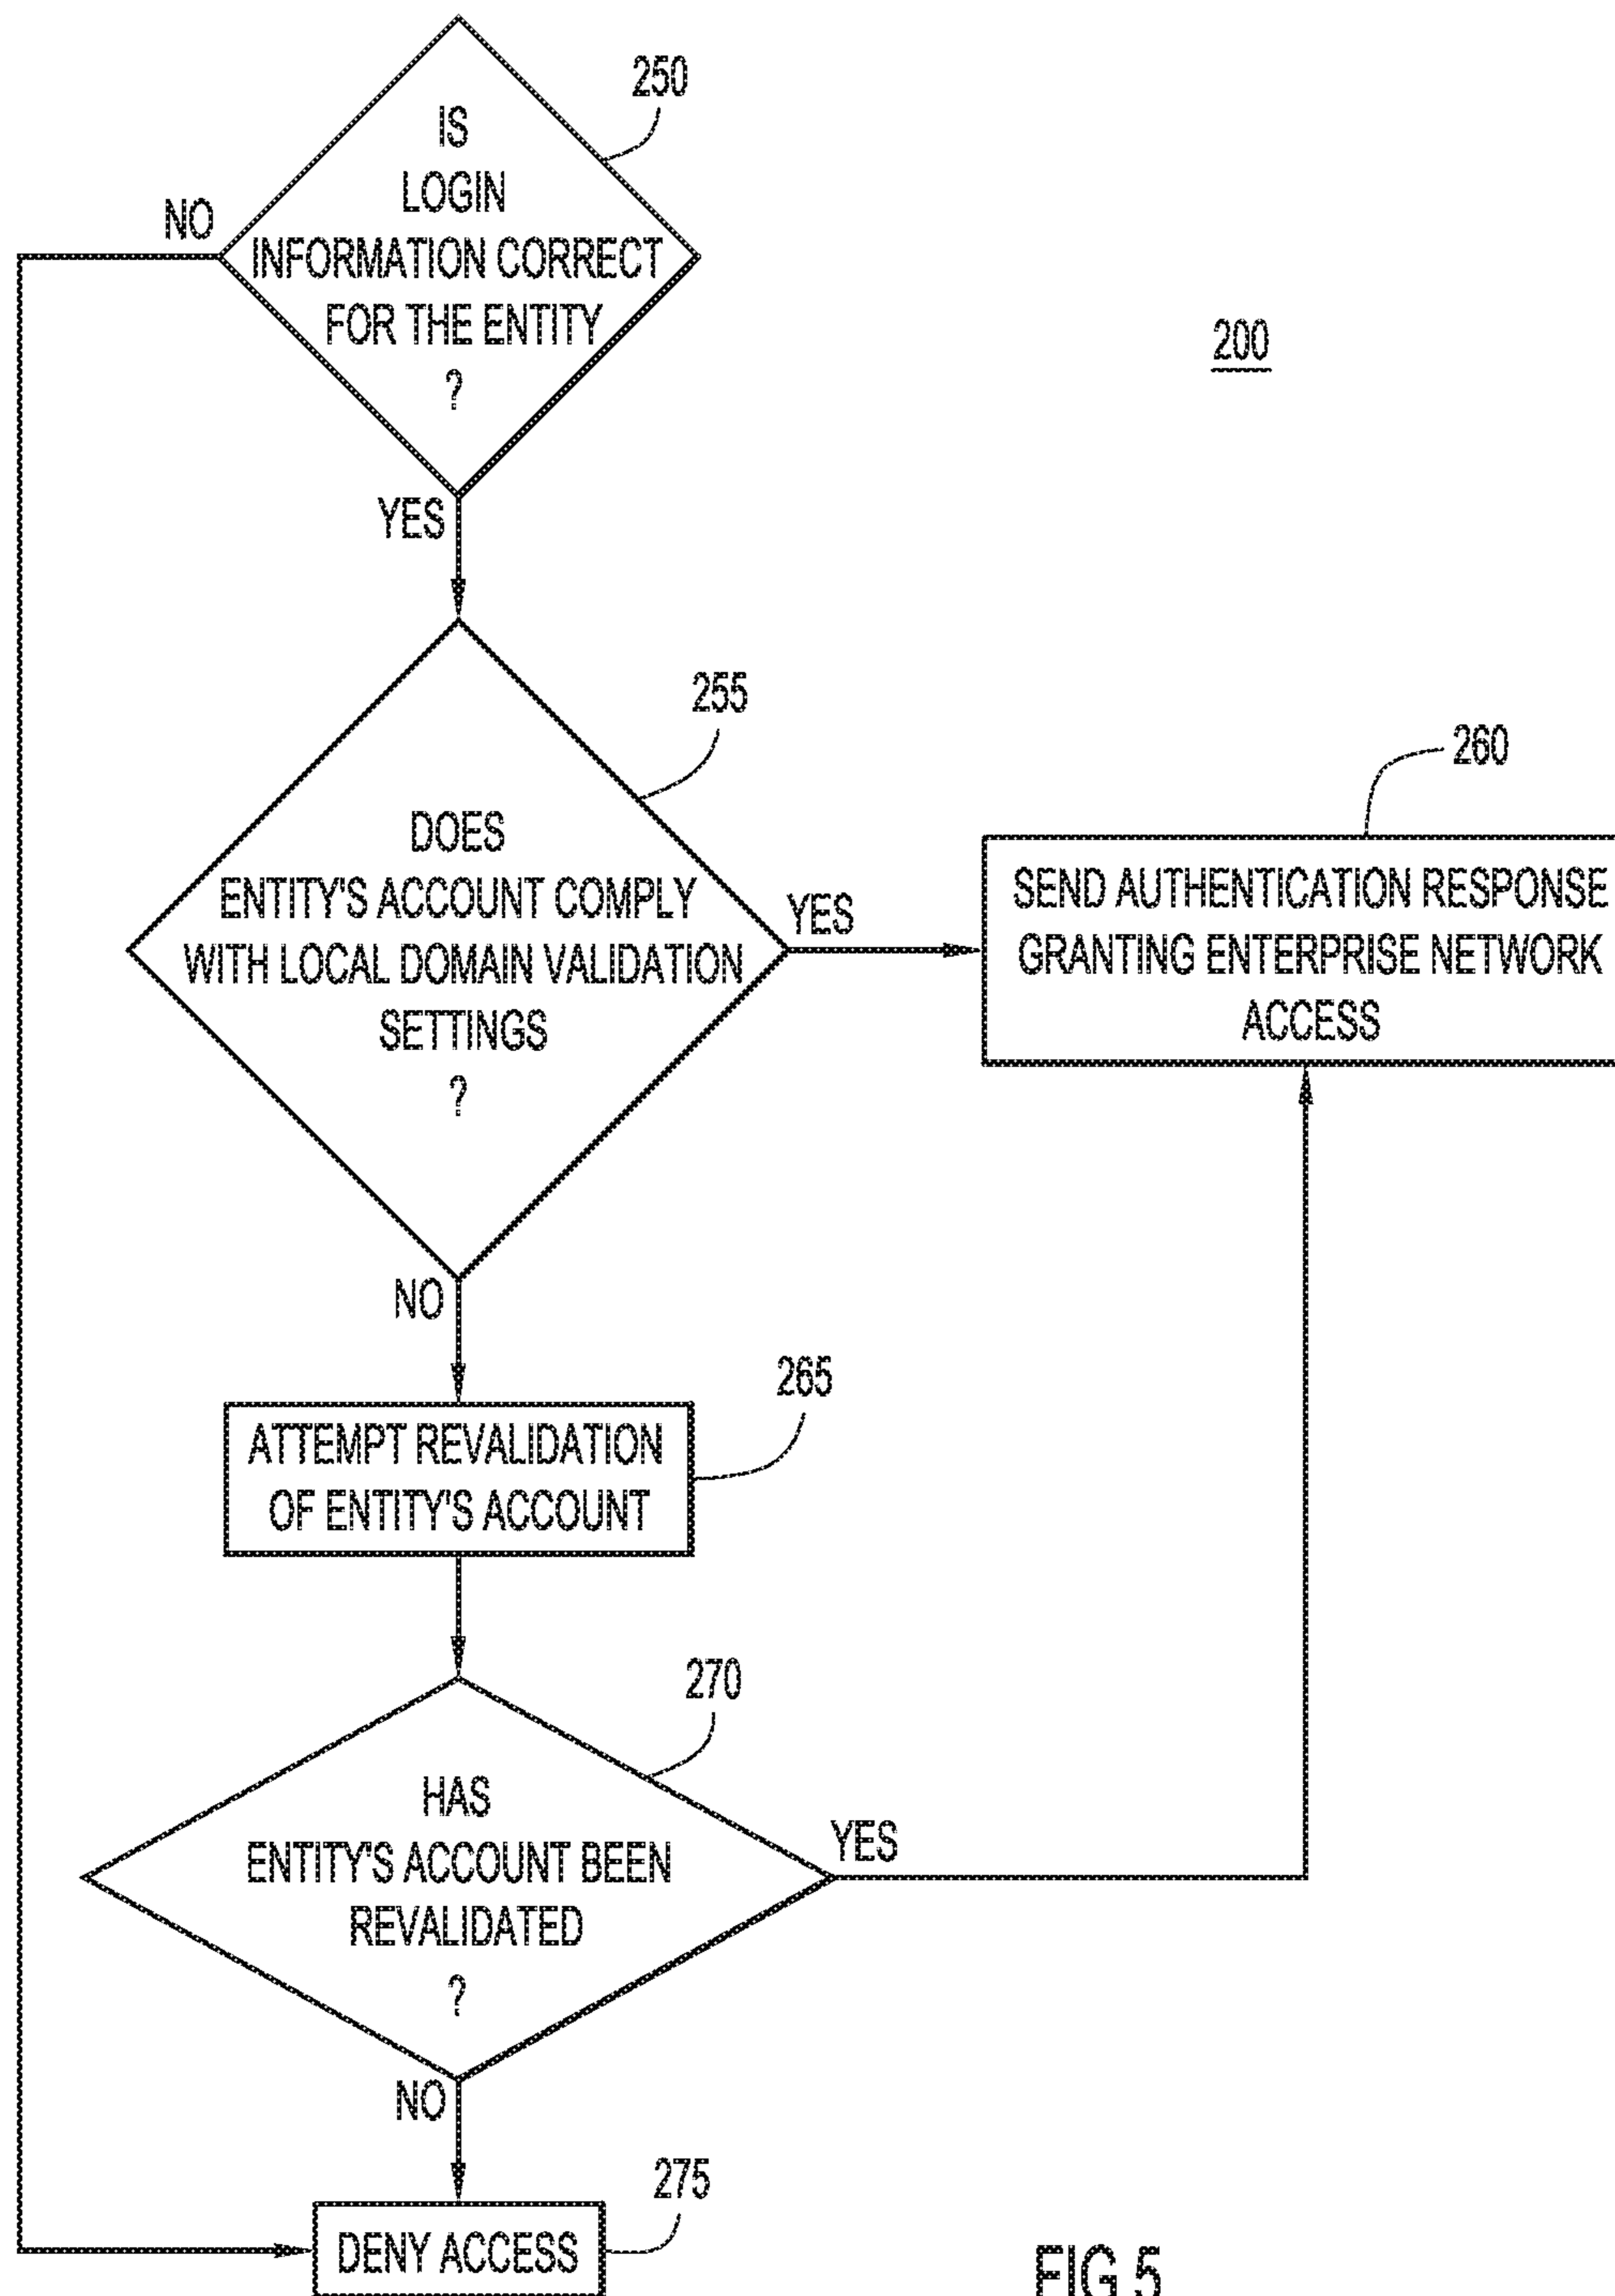 250
IS
LOGIN
INFORMATION CORRECT
FOR THE ENTITY
?
NO
200
YES
255
DOES
ENTITY'S ACCOUNT COMPLY
WITH LOCAL DOMAIN VALIDATION
SETTINGS
?
YES
260
SEND AUTHENTICATION RESPONSE
GRANTING ENTERPRISE NETWORK
ACCESS
NO
265
ATTEMPT REVALIDATION
OF ENTITY'S ACCOUNT
270
HAS
ENTITY'S ACCOUNT BEEN
REVALIDATED
?
YES
NO
275
DENY ACCESS
FIG.5